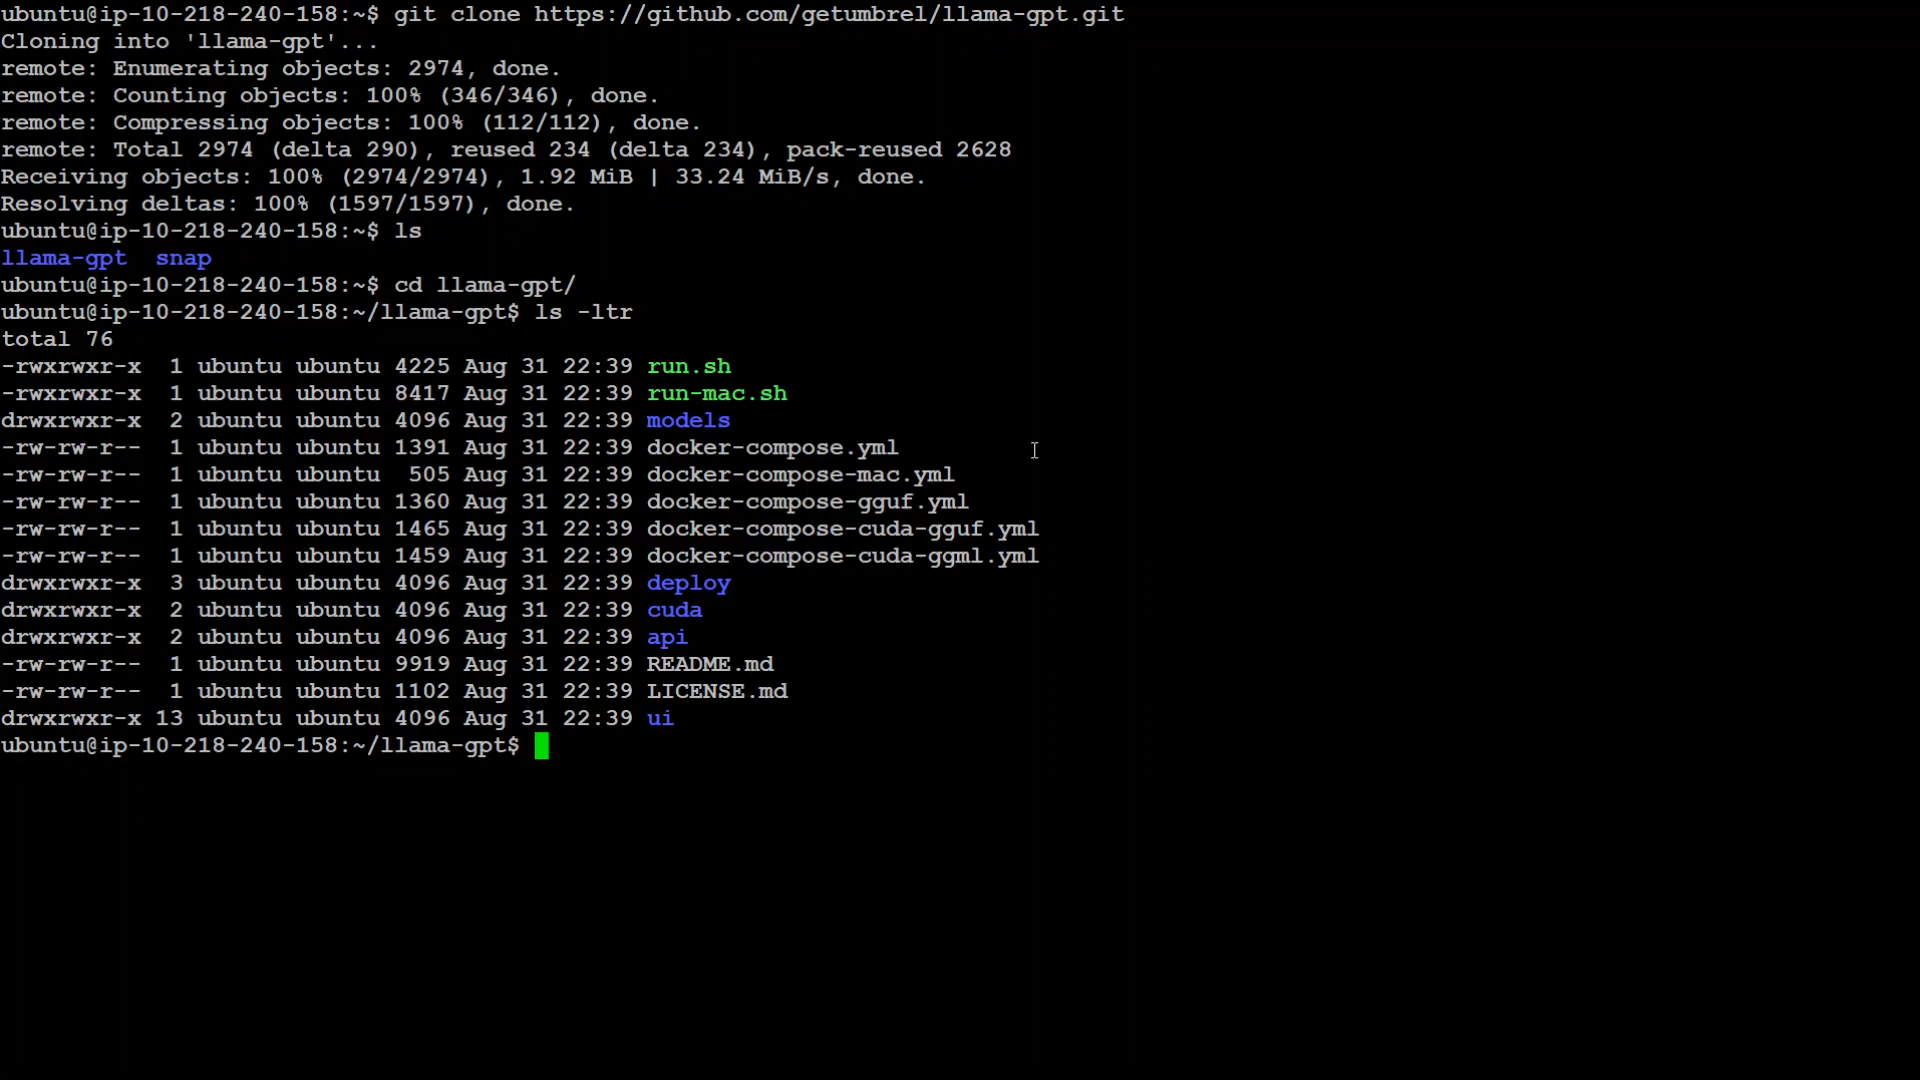 ubuntu@ip-10-218-240-158:~$ git clone https://github.com/getumbrel/llama-gpt.git
Cloning into 'llama-gpt'...
remote: Enumerating objects: 2974, done.
remote: Counting objects: 100% (346/346), done.
remote: Compressing objects: 100% (112/112), done.
remote: Total 2974 (delta 290), reused 234 (delta 234), pack-reused 2628
Receiving objects: 100% (2974/2974), 1.92 MiB | 33.24 MiB/s, done.
Resolving deltas: 100% (1597/1597), done.
ubuntu@ip-10-218-240-158:~$ ls
llama-gpt  snap
ubuntu@ip-10-218-240-158:~$ cd llama-gpt/
ubuntu@ip-10-218-240-158:~/llama-gpt$ ls -ltr
total 76
-rwxrwxr-x  1 ubuntu ubuntu 4225 Aug 31 22:39 run.sh
-rwxrwxr-x  1 ubuntu ubuntu 8417 Aug 31 22:39 run-mac.sh
drwxrwxr-x  2 ubuntu ubuntu 4096 Aug 31 22:39 models
-rw-rw-r--  1 ubuntu ubuntu 1391 Aug 31 22:39 docker-compose.yml
-rw-rw-r--  1 ubuntu ubuntu  505 Aug 31 22:39 docker-compose-mac.yml
-rw-rw-r--  1 ubuntu ubuntu 1360 Aug 31 22:39 docker-compose-gguf.yml
-rw-rw-r--  1 ubuntu ubuntu 1465 Aug 31 22:39 docker-compose-cuda-gguf.yml
-rw-rw-r--  1 ubuntu ubuntu 1459 Aug 31 22:39 docker-compose-cuda-ggml.yml
drwxrwxr-x  3 ubuntu ubuntu 4096 Aug 31 22:39 deploy
drwxrwxr-x  2 ubuntu ubuntu 4096 Aug 31 22:39 cuda
drwxrwxr-x  2 ubuntu ubuntu 4096 Aug 31 22:39 api
-rw-rw-r--  1 ubuntu ubuntu 9919 Aug 31 22:39 README.md
-rw-rw-r--  1 ubuntu ubuntu 1102 Aug 31 22:39 LICENSE.md
drwxrwxr-x 13 ubuntu ubuntu 4096 Aug 31 22:39 ui
ubuntu@ip-10-218-240-158:~/llama-gpt$